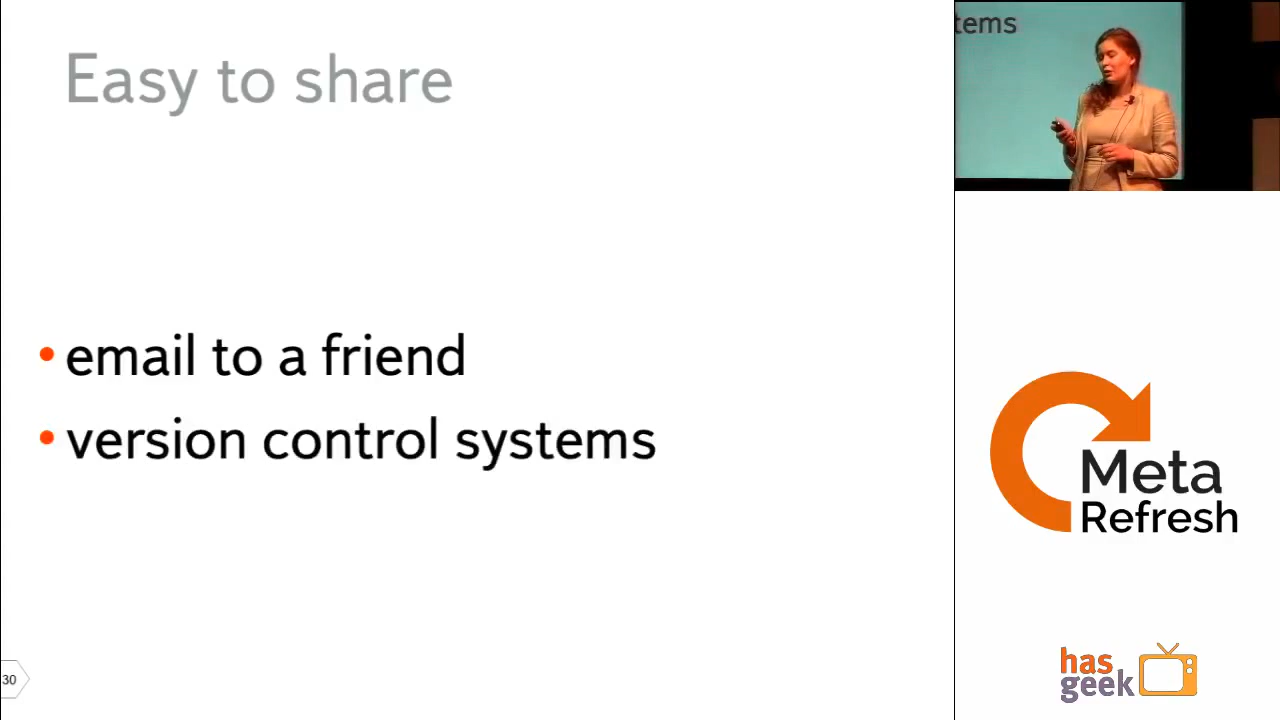 Easy to share
• email to a friend
• version control systems
30
tems
Meta
Refresh
has
geek